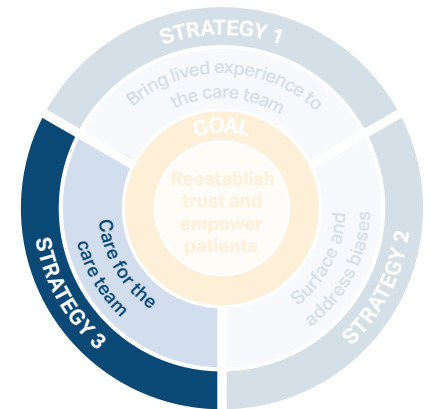 STRATEGY 1
Bring lived experience to
the care team
GOAL
Reestablish
trust and
empower
patients
STRATEGY 2
Surface and
address biases
STRATEGY 3
Care for the
care team